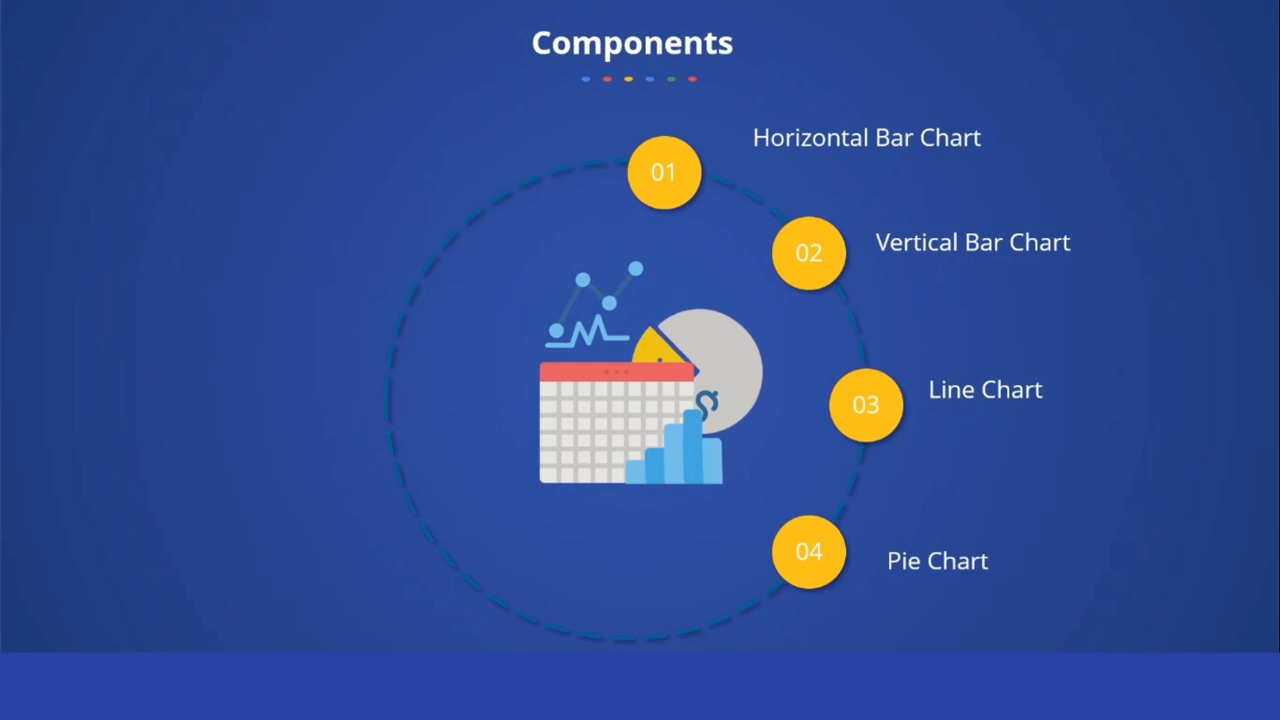 Components
01
Horizontal Bar Chart
02
Vertical Bar Chart
03
Line Chart
04
Pie Chart